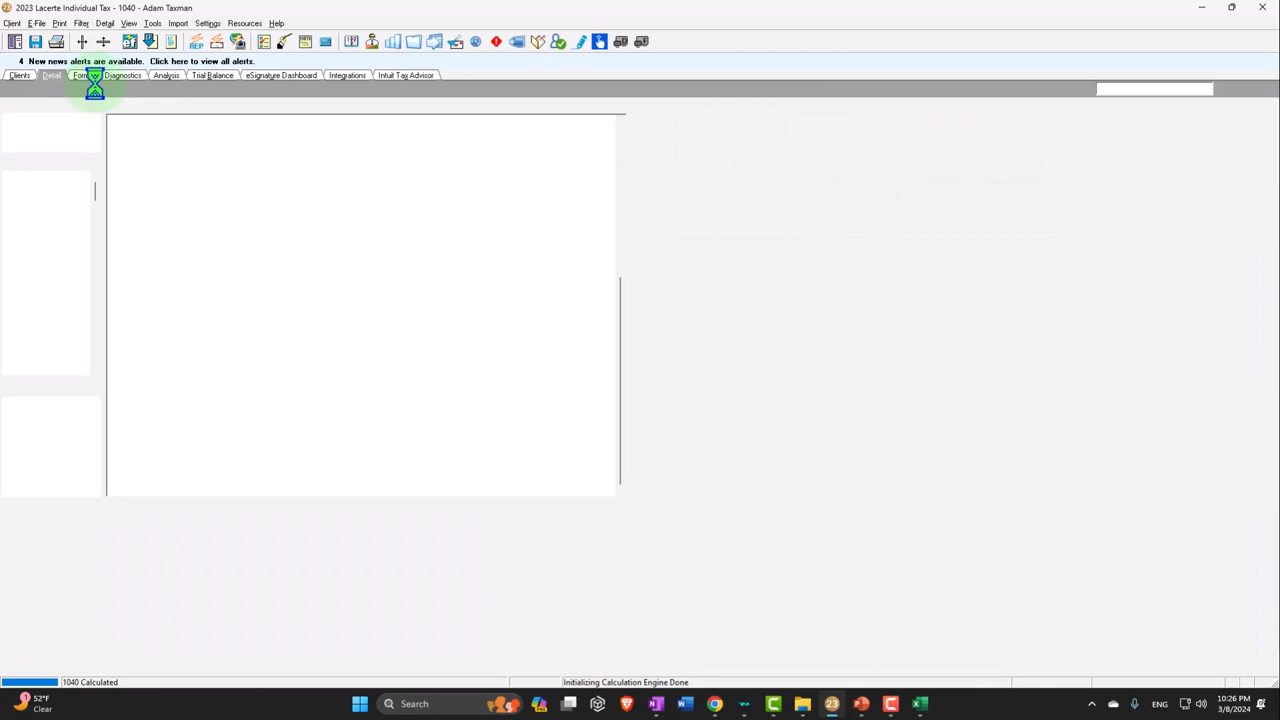 2023 Lacerte Individual Tax - 1040 - Adam Taxman
Client E-File Print Filter Detail View Tools Import Settings Resources Help
4 New news alerts are available. Click here to view all alerts.
Clients Detail Diagnostics Analysis Trial Balance eSignature Dashboard Integrations Intuit Tax Advisor
1040 Calculated Initializing Calculation Engine Done
52°F
Clear
Search
ENG
10:26 PM
3/8/2024